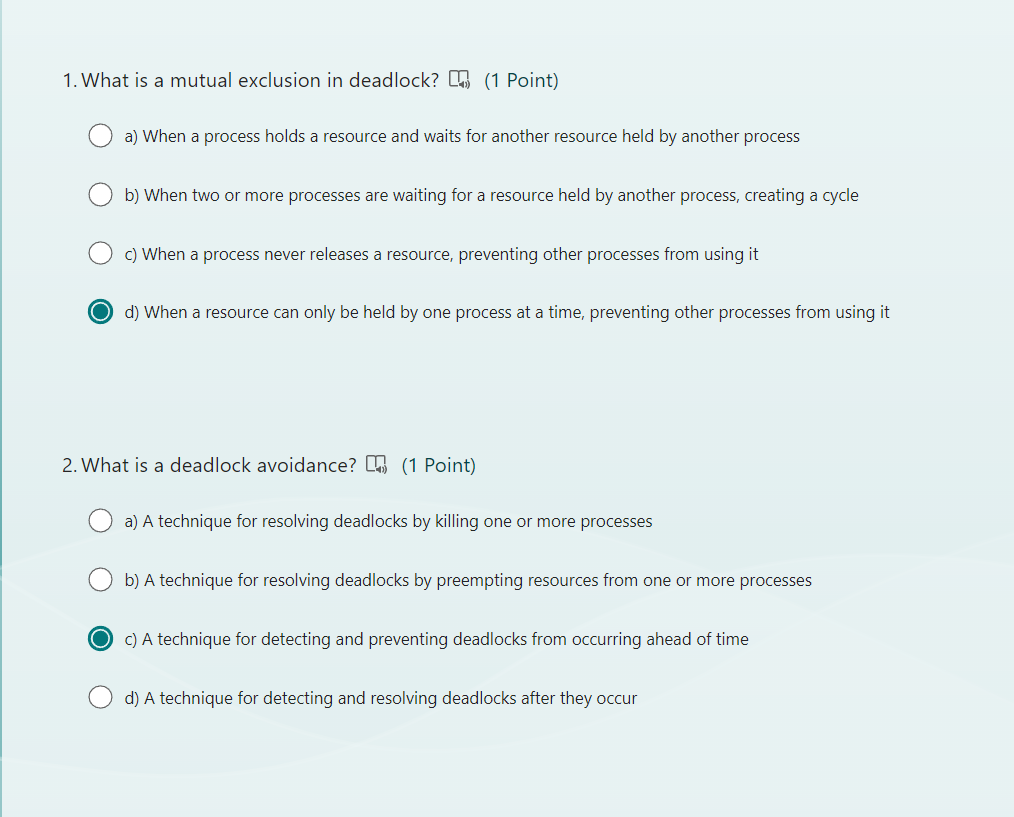 1. What is a mutual exclusion in deadlock? (1 Point)
a) When a process holds a resource and waits for another resource held by another process
b) When two or more processes are waiting for a resource held by another process, creating a cycle
c) When a process never releases a resource, preventing other processes from using it
d) When a resource can only be held by one process at a time, preventing other processes from using it
2. What is a deadlock avoidance? (1 Point)
a) A technique for resolving deadlocks by killing one or more processes
b) A technique for resolving deadlocks by preempting resources from one or more processes
c) A technique for detecting and preventing deadlocks from occurring ahead of time
d) A technique for detecting and resolving deadlocks after they occur